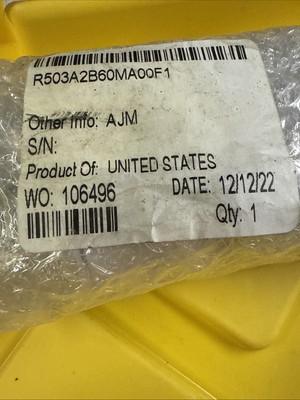 R503A2B60MA00F1
Other Info: AJM
S/N:
Product Of: UNITED STATES
WO: 106496 DATE: 12/12/22
Qty: 1